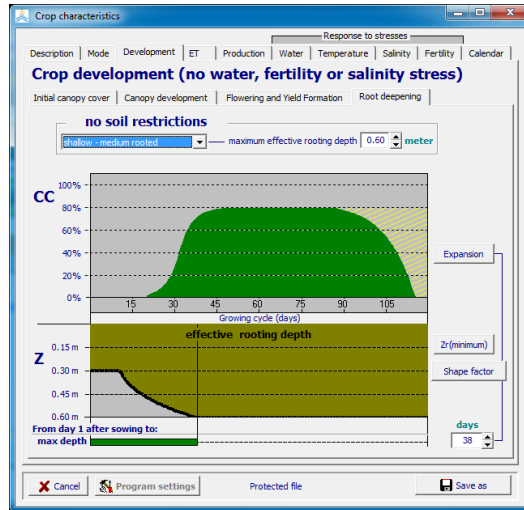 Crop characteristics
Response to stresses
Description Mode Development ET Production Water Temperature Salinity Fertility Calendar
Crop development (no water, fertility or salinity stress)
Initial canopy cover Canopy development Flowering and Yield Formation Root deepening
no soil restrictions
shallow - medium rooted maximum effective rooting depth 0.60 meter
CC
100%
80%
60%
40%
20%
0%
15 30 45 60 75 90 105
Growing cycle (days)
Expansion
effective rooting depth
Z
0.15 m
0.30 m
0.45 m
0.60 m
Zr(minimum)
Shape factor
From day 1 after sowing to:
max depth
days
38
Cancel Program settings Protected file Save as